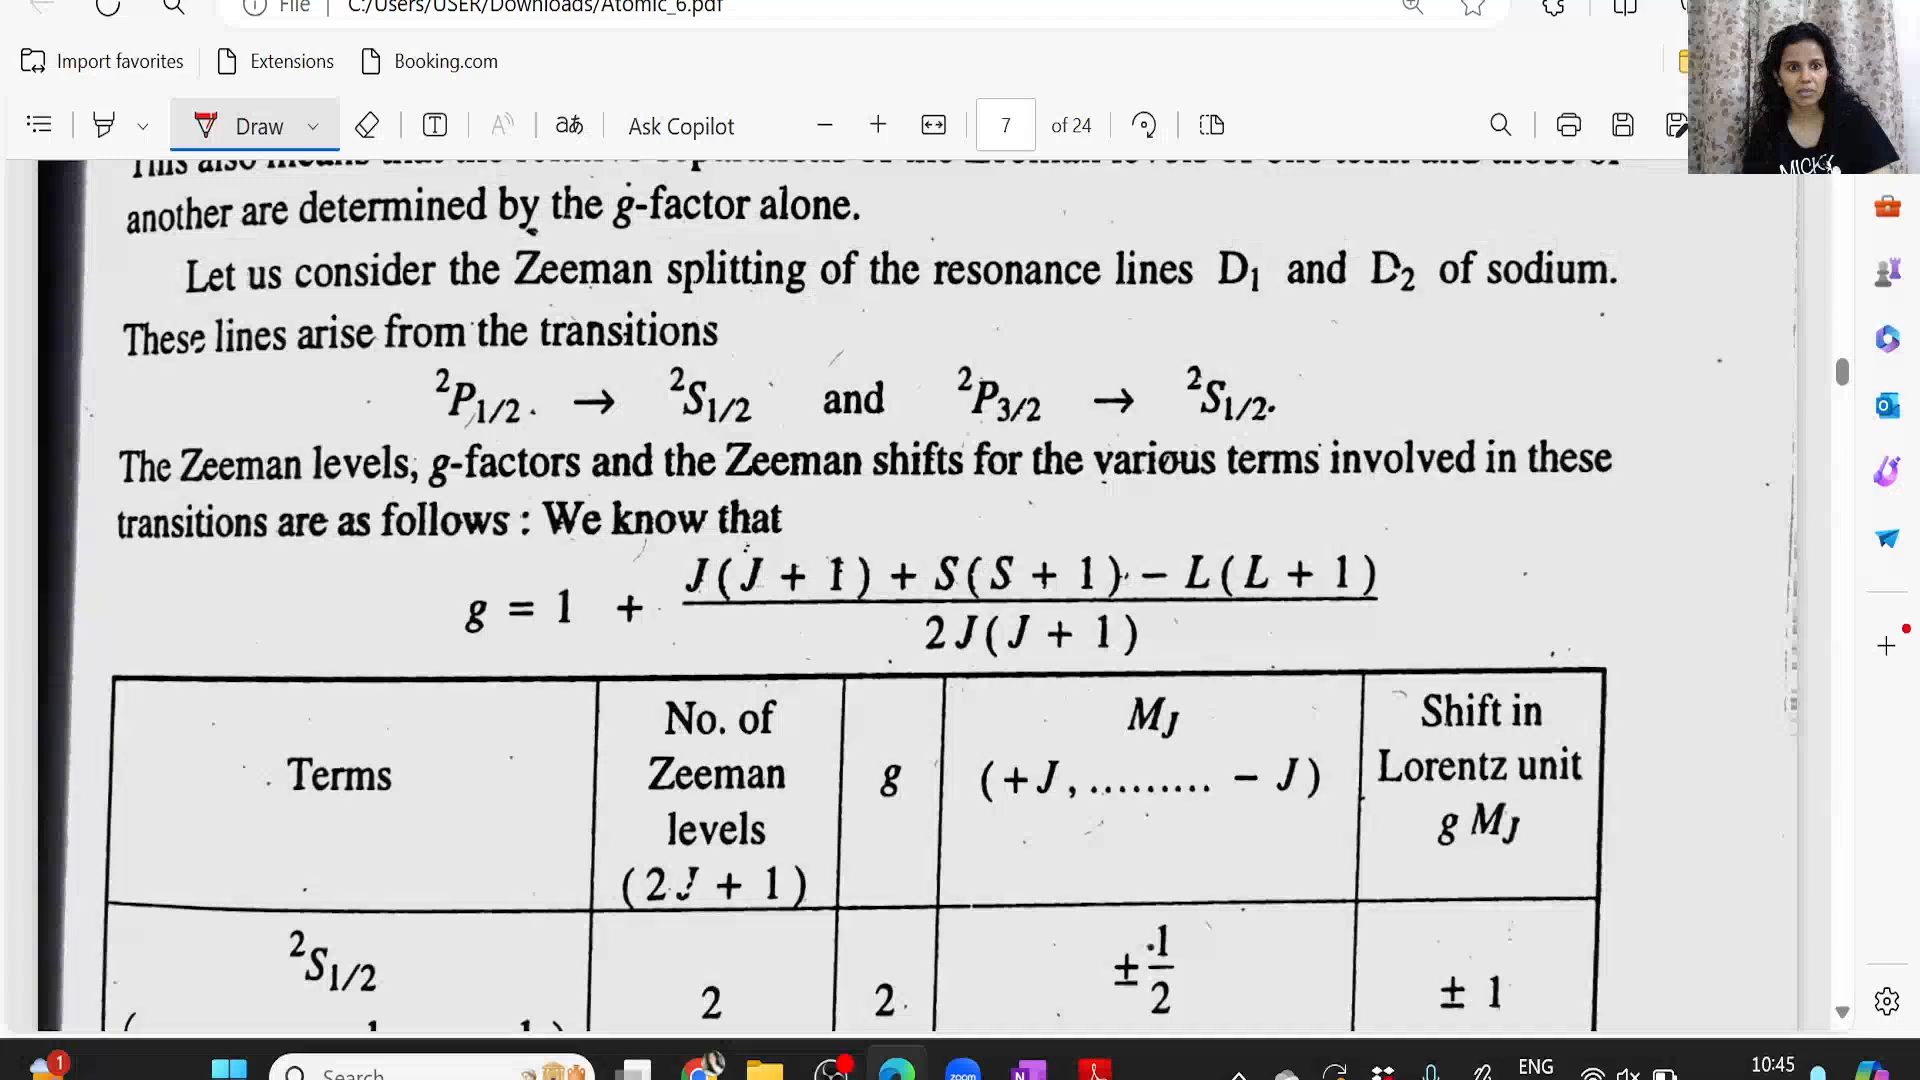 File C:/Users/USER/Downloads/Atomic_6.pdf
Import favorites Extensions Booking.com
Draw T A aあ Ask Copilot − + 7 of 24
MICK
another are determined by the g-factor alone.
Let us consider the Zeeman splitting of the resonance lines D₁ and D₂ of sodium.
These lines arise from the transitions
²P₁/₂ → ²S₁/₂ and ²P₃/₂ → ²S₁/₂.
The Zeeman levels, g-factors and the Zeeman shifts for the various terms involved in these
transitions are as follows : We know that
g = 1 + J(J + 1) + S(S + 1) − L(L + 1)
2J(J + 1)
Terms
No. of
Zeeman
levels
(2J + 1)
g
M_J
(+J, ......... − J)
Shift in
Lorentz unit
g M_J
²S₁/₂
2
2
± 1/2
± 1
1 Search zoom N ENG 10:45